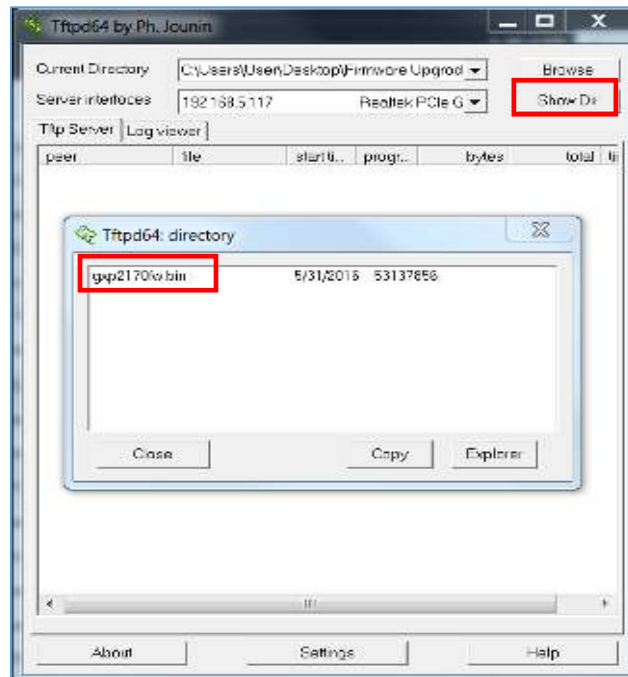 Tftpd64 by Ph. Jounin
Current Directory C:\Users\User\Desktop\Firmware Upgrad Browse
Server interfaces 192.168.5.117 Realtek PCIe G Show Dir
Tftp Server Log viewer
peer file start ti.. progr... bytes total ti
Tftpd64: directory
gxp2170fw.bin 5/31/2016 53137856
Close Copy Explorer
About Settings Help